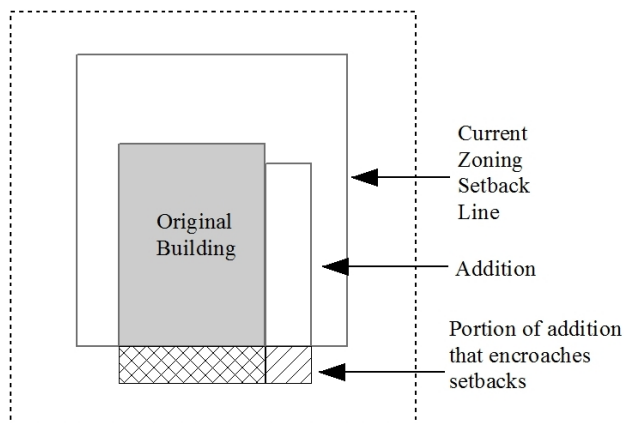 Current
Zoning
Setback
Line
Original
Building
Addition
Portion of addition
that encroaches
setbacks